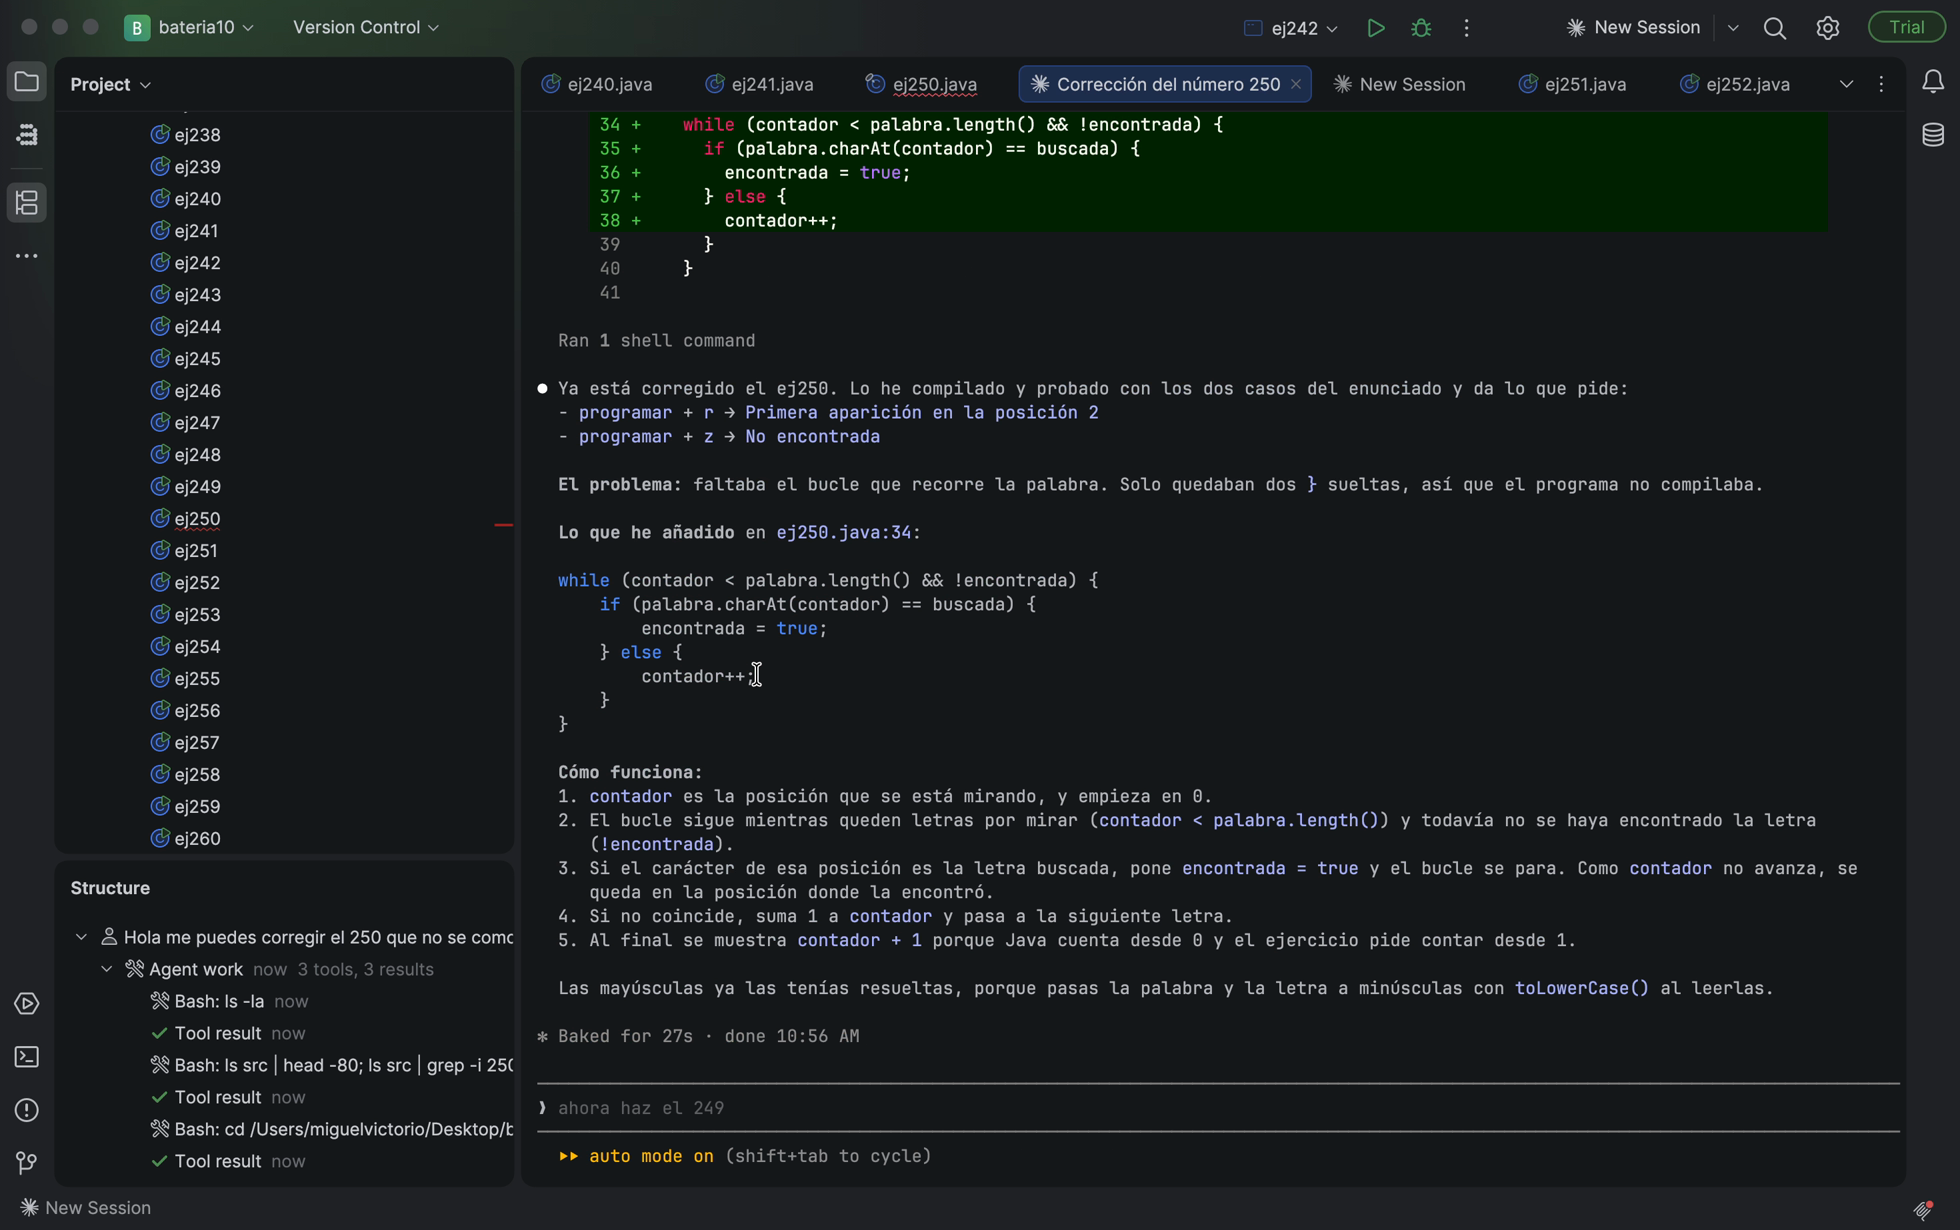 B bateria10
Version Control
ej242
New Session
Trial
Project
ej240.java
ej241.java
ej250.java
Corrección del número 250
New Session
ej251.java
ej252.java
ej238
ej239
ej240
ej241
ej242
ej243
ej244
ej245
ej246
ej247
ej248
ej249
ej250
ej251
ej252
ej253
ej254
ej255
ej256
ej257
ej258
ej259
ej260
Structure
Hola me puedes corregir el 250 que no se como
Agent work now 3 tools, 3 results
Bash: ls -la now
Tool result now
Bash: ls src | head -80; ls src | grep -i 250
Tool result now
Bash: cd /Users/miguelvictorio/Desktop/b
Tool result now
34 + while (contador < palabra.length() && !encontrada) {
35 + if (palabra.charAt(contador) == buscada) {
36 + encontrada = true;
37 + } else {
38 + contador++;
39 }
40 }
41
Ran 1 shell command
Ya está corregido el ej250. Lo he compilado y probado con los dos casos del enunciado y da lo que pide:
- programar + r → Primera aparición en la posición 2
- programar + z → No encontrada
El problema: faltaba el bucle que recorre la palabra. Solo quedaban dos } sueltas, así que el programa no compilaba.
Lo que he añadido en ej250.java:34:
while (contador < palabra.length() && !encontrada) {
if (palabra.charAt(contador) == buscada) {
encontrada = true;
} else {
contador++;
}
}
Cómo funciona:
1. contador es la posición que se está mirando, y empieza en 0.
2. El bucle sigue mientras queden letras por mirar (contador < palabra.length()) y todavía no se haya encontrado la letra
(!encontrada).
3. Si el carácter de esa posición es la letra buscada, pone encontrada = true y el bucle se para. Como contador no avanza, se
queda en la posición donde la encontró.
4. Si no coincide, suma 1 a contador y pasa a la siguiente letra.
5. Al final se muestra contador + 1 porque Java cuenta desde 0 y el ejercicio pide contar desde 1.
Las mayúsculas ya las tenías resueltas, porque pasas la palabra y la letra a minúsculas con toLowerCase() al leerlas.
✻ Baked for 27s · done 10:56 AM
❯ ahora haz el 249
⏵⏵ auto mode on (shift+tab to cycle)
New Session